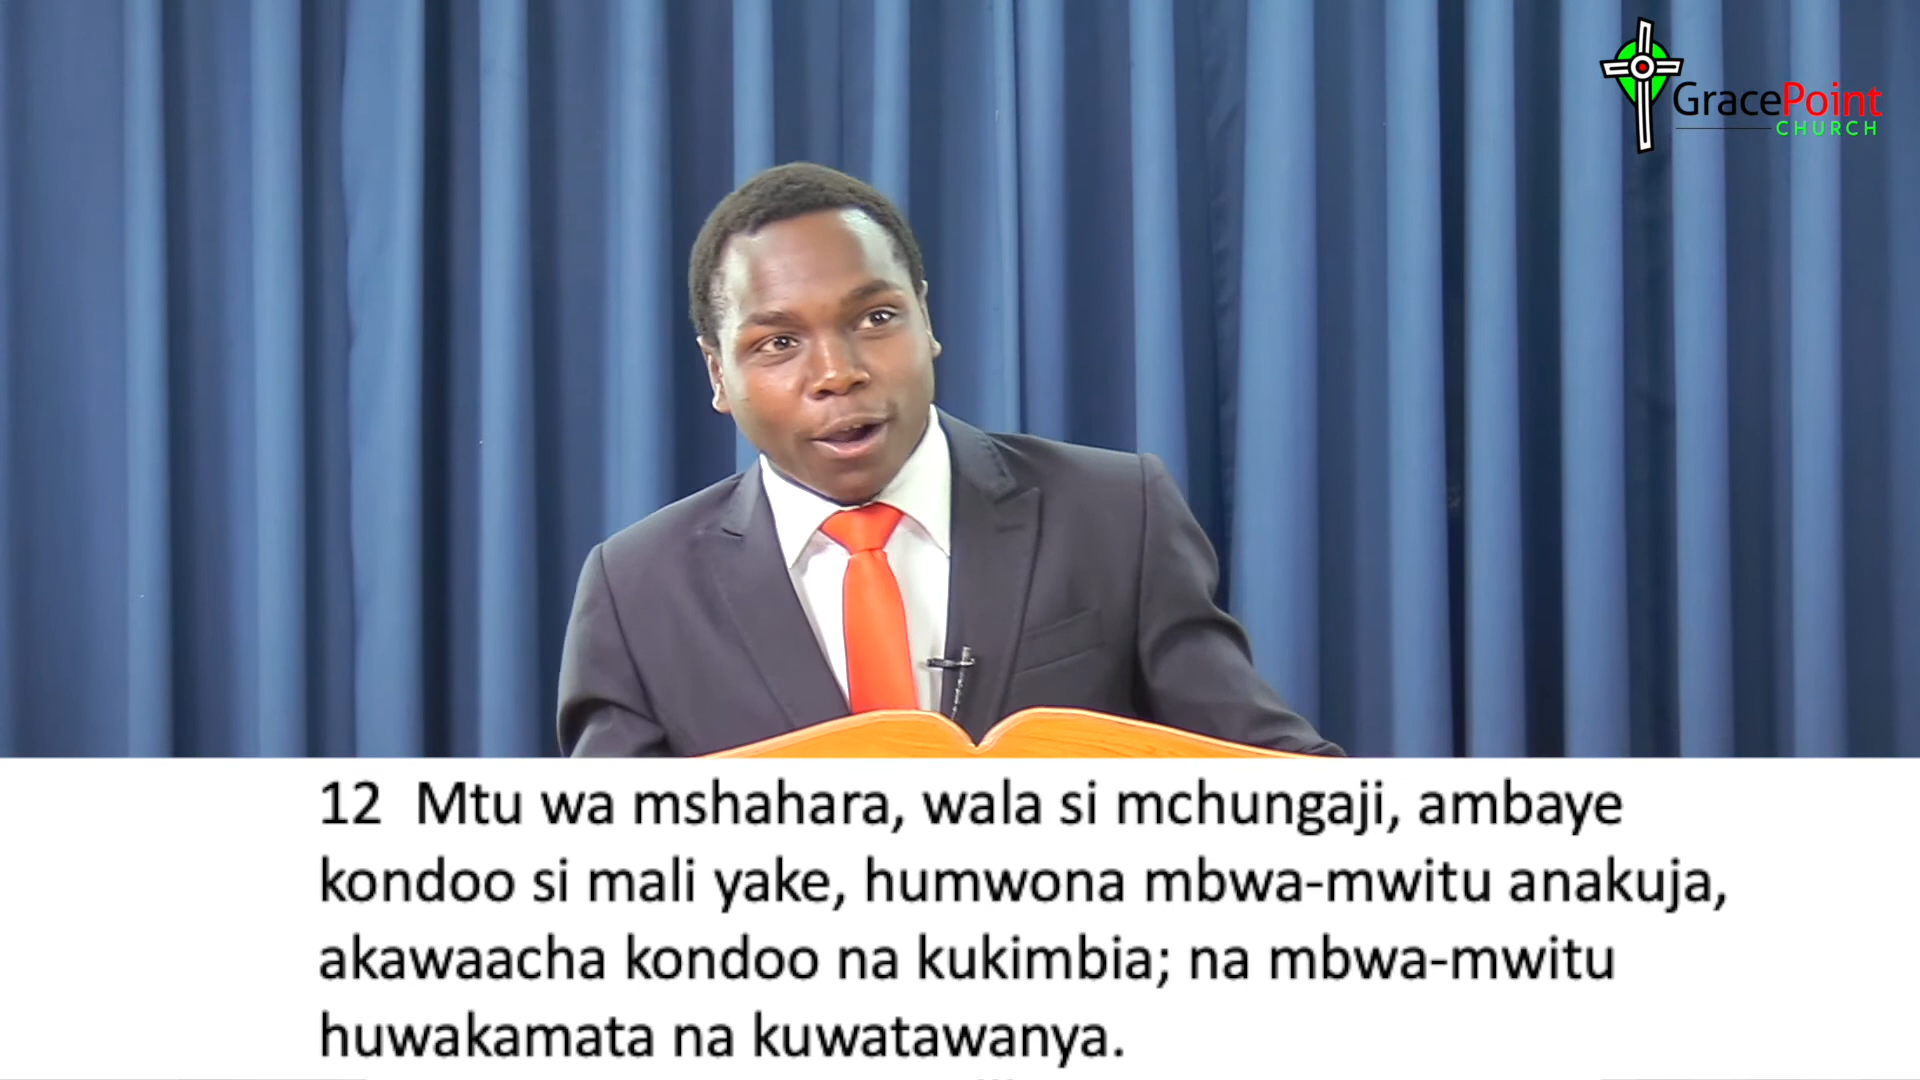 GracePoint
CHURCH
12 Mtu wa mshahara, wala si mchungaji, ambaye
kondoo si mali yake, humwona mbwa-mwitu anakuja,
akawaacha kondoo na kukimbia; na mbwa-mwitu
huwakamata na kuwatawanya.